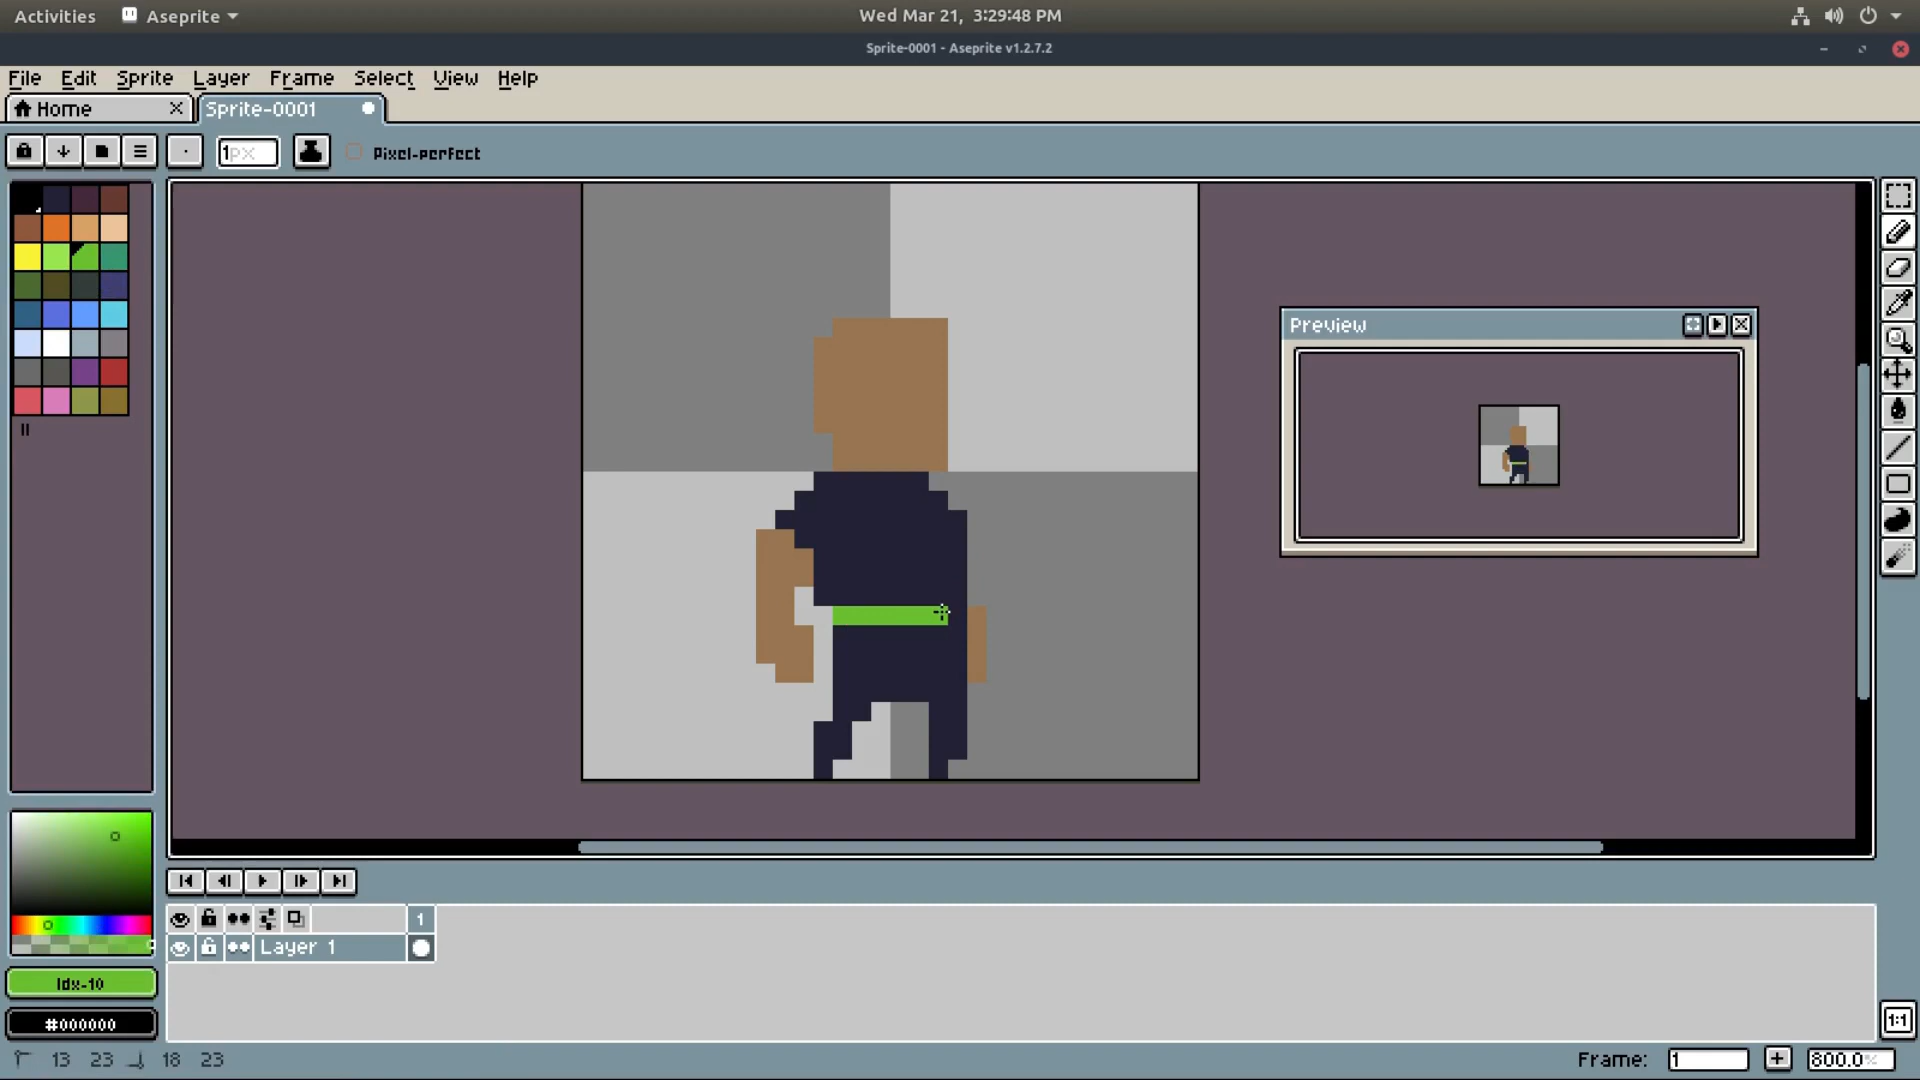 Activities
Aseprite
Wed Mar 21, 3:29:48 PM
Sprite-0001 - Aseprite v1.2.7.2
File Edit Sprite Layer Frame Select View Help
Home
Sprite-0001
1px
Pixel-perfect
Preview
1
Layer 1
Idx-10
#000000
1:1
13 23 18 23
Frame: 1
800.0%